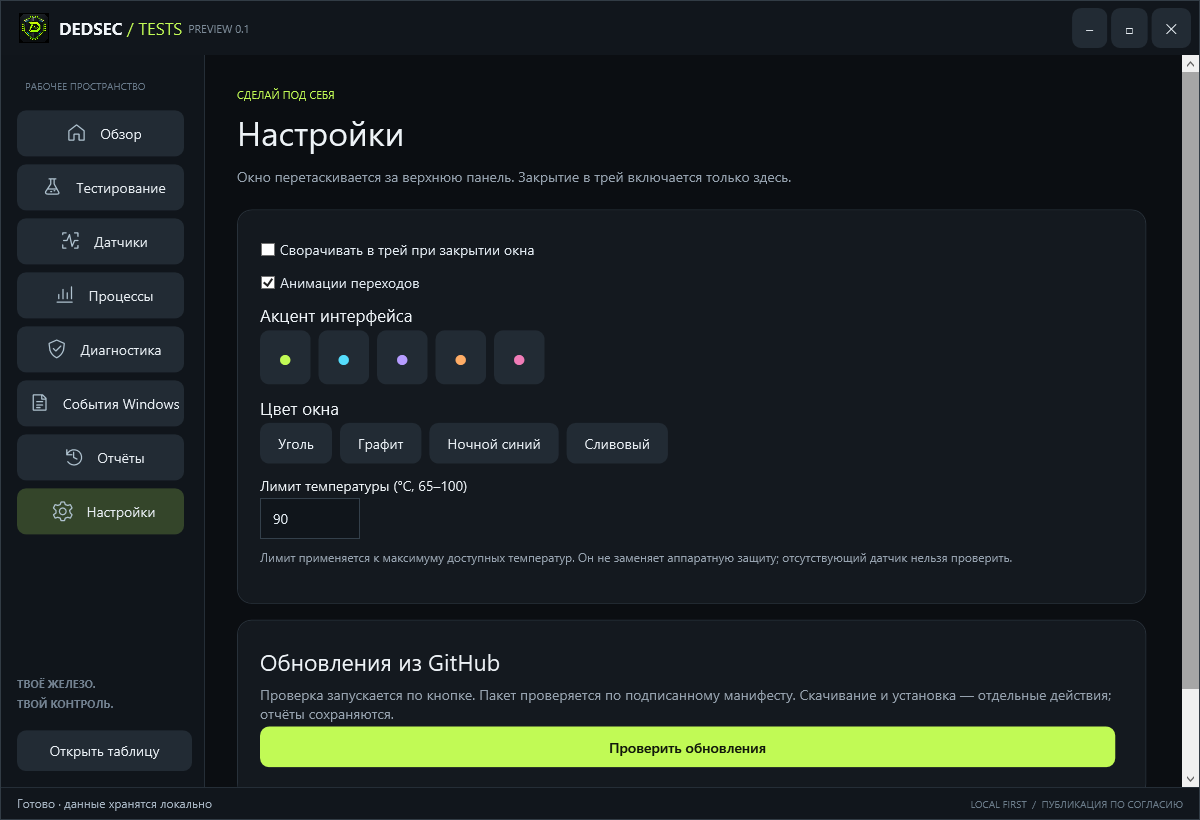 DEDSEC / TESTS PREVIEW 0.1
РАБОЧЕЕ ПРОСТРАНСТВО
Обзор
Тестирование
Датчики
Процессы
Диагностика
События Windows
Отчёты
Настройки
ТВОЁ ЖЕЛЕЗО.
ТВОЙ КОНТРОЛЬ.
Открыть таблицу
СДЕЛАЙ ПОД СЕБЯ
Настройки
Окно перетаскивается за верхнюю панель. Закрытие в трей включается только здесь.
Сворачивать в трей при закрытии окна
Анимации переходов
Акцент интерфейса
Цвет окна
Уголь Графит Ночной синий Сливовый
Лимит температуры (°C, 65–100)
90
Лимит применяется к максимуму доступных температур. Он не заменяет аппаратную защиту; отсутствующий датчик нельзя проверить.
Обновления из GitHub
Проверка запускается по кнопке. Пакет проверяется по подписанному манифесту. Скачивание и установка — отдельные действия;
отчёты сохраняются.
Проверить обновления
Готово · данные хранятся локально
LOCAL FIRST / ПУБЛИКАЦИЯ ПО СОГЛАСИЮ